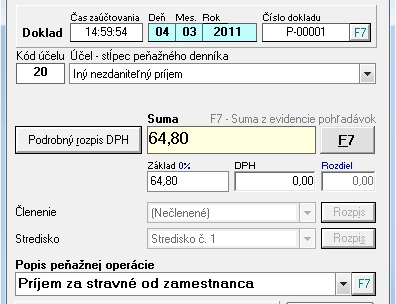 Čas zaúčtovania Deň Mes. Rok Číslo dokladu
Doklad 14:59:54 04 03 2011 P-00001 F7
Kód účelu Účel - stĺpec peňažného denníka
20 Iný nezdaniteľný príjem
Suma F7 - Suma z evidencie pohľadávok
Podrobný rozpis DPH 64,80 F7
Základ 0% DPH Rozdiel
64,80 0,00 0,00
Členenie (Nečlenené) Rozpis
Stredisko Stredisko č. 1 Rozpis
Popis peňažnej operácie
Príjem za stravné od zamestnanca F7